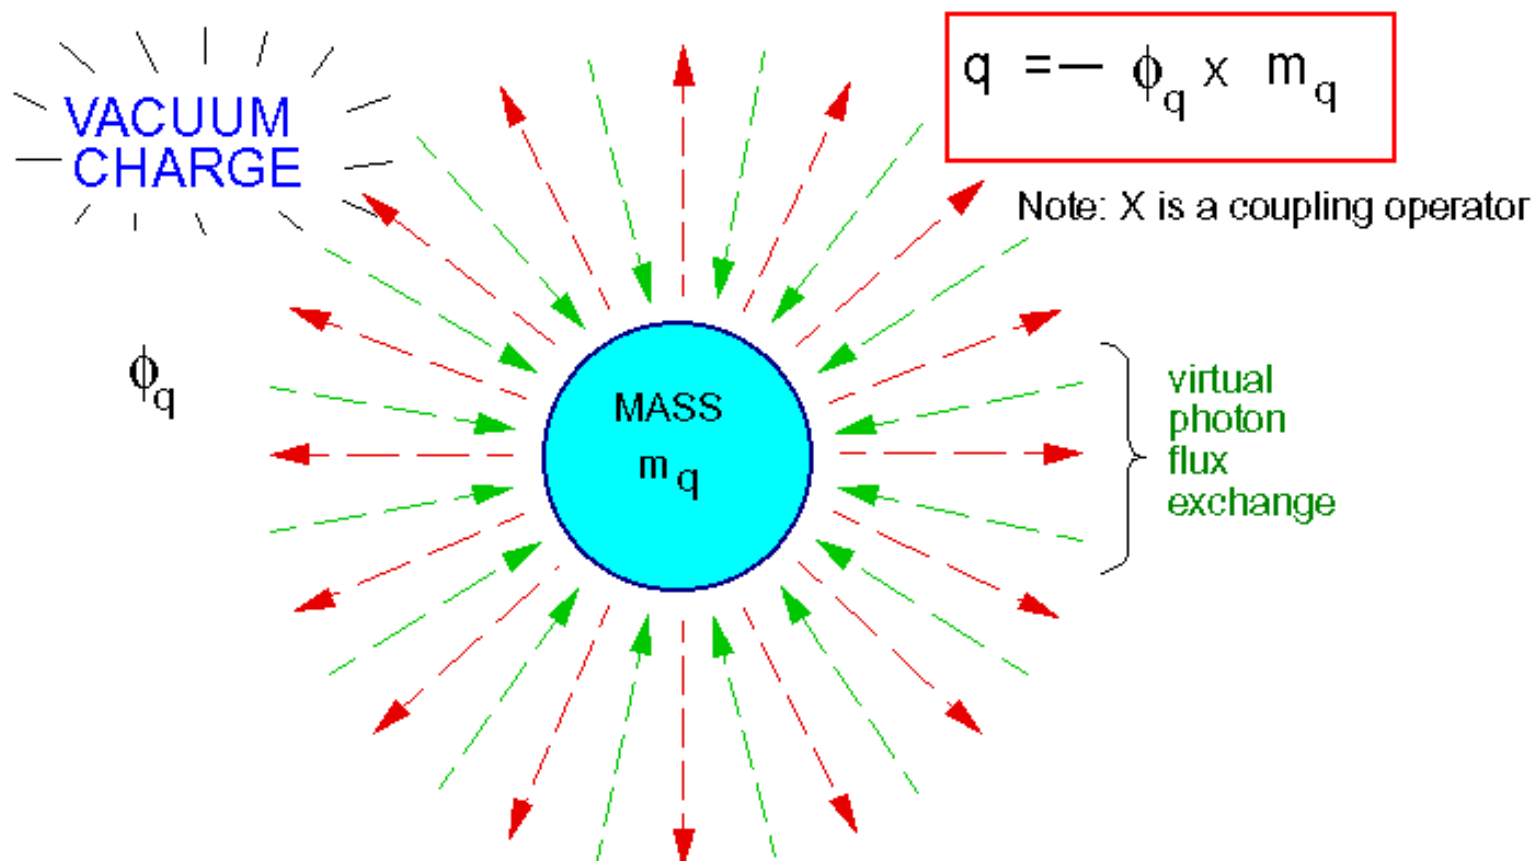 VACUUM
CHARGE
q = — ϕq x mq
Note: X is a coupling operator
ϕq
MASS
mq
virtual
photon
flux
exchange